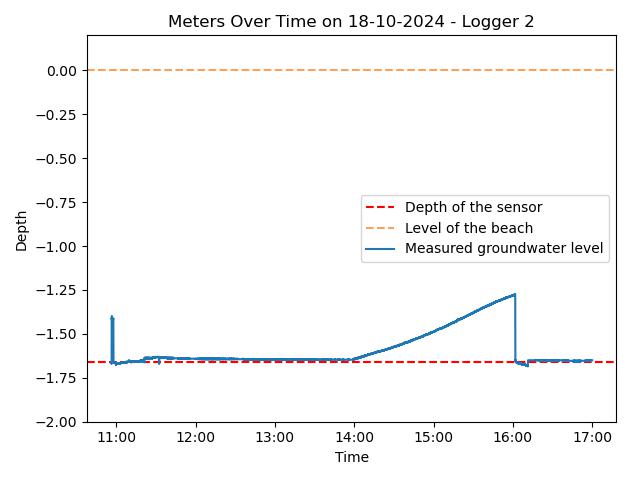 Meters Over Time on 18-10-2024 - Logger 2
0.00
−0.25
−0.50
−0.75
−1.00
−1.25
−1.50
−1.75
−2.00
Depth
Depth of the sensor
Level of the beach
Measured groundwater level
11:00 12:00 13:00 14:00 15:00 16:00 17:00
Time